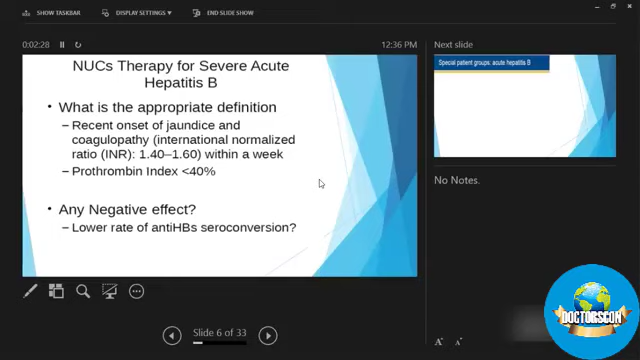 SHOW TASKBAR
DISPLAY SETTINGS ▼
END SLIDE SHOW
0:02:28
12:36 PM
NUCs Therapy for Severe Acute
Hepatitis B
• What is the appropriate definition
– Recent onset of jaundice and
coagulopathy (international normalized
ratio (INR): 1.40–1.60) within a week
– Prothrombin Index <40%
• Any Negative effect?
– Lower rate of antiHBs seroconversion?
Slide 6 of 33
Next slide
Special patient groups: acute hepatitis B
No Notes.
A A
DOCTORSCON